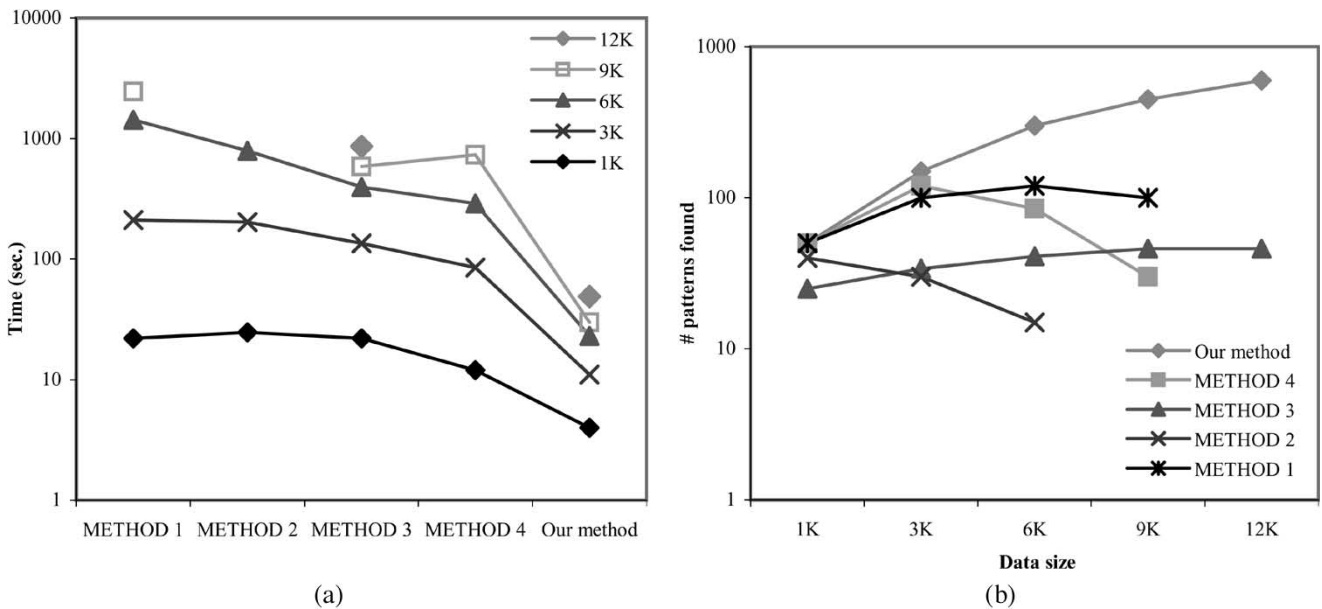 10000
1000
100
10
1
Time (sec.)
12K
9K
6K
3K
1K
METHOD 1 METHOD 2 METHOD 3 METHOD 4 Our method
(a)
1000
100
10
1
# patterns found
Our method
METHOD 4
METHOD 3
METHOD 2
METHOD 1
1K 3K 6K 9K 12K
Data size
(b)